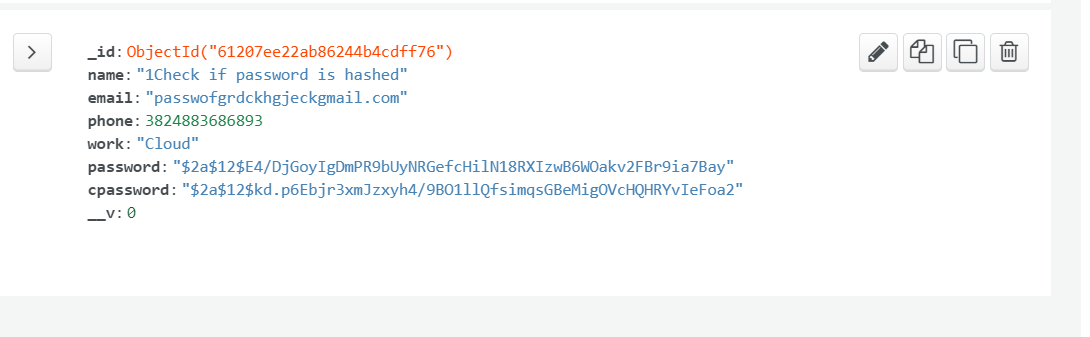 _id: ObjectId("61207ee22ab86244b4cdff76")
name: "1Check if password is hashed"
email: "passwofgrdckhgjeckgmail.com"
phone: 3824883686893
work: "Cloud"
password: "$2a$12$E4/DjGoyIgDmPR9bUyNRGefcHilN18RXIzwB6WOakv2FBr9ia7Bay"
cpassword: "$2a$12$kd.p6Ebjr3xmJzxyh4/9BO1llQfsimqsGBeMigOVcHQHRYvIeFoa2"
__v: 0